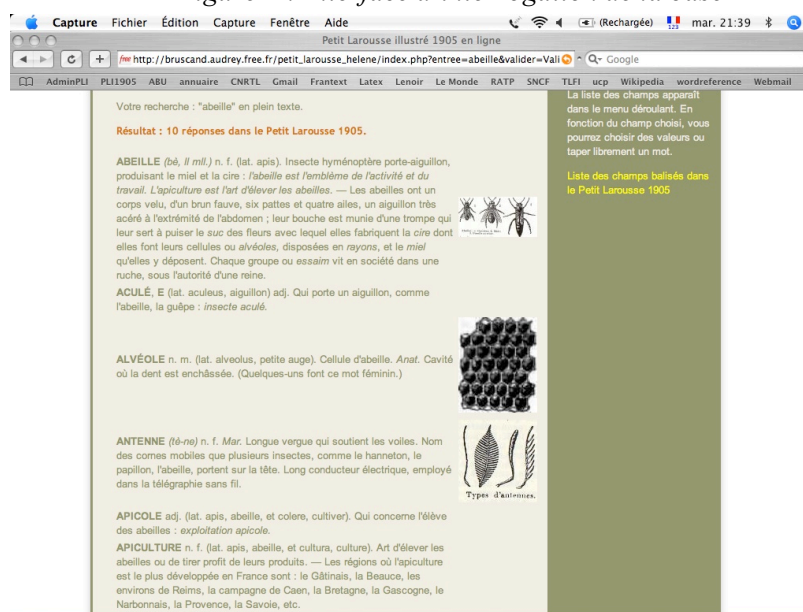 Capture Fichier Édition Capture Fenêtre Aide (Rechargée) 123 mar. 21:39
Petit Larousse illustré 1905 en ligne
free http://bruscand.audrey.free.fr/petit_larousse_helene/index.php?entree=abeille&valider=Vali Google
AdminPLI PLI1905 ABU annuaire CNRTL Gmail Frantext Latex Lenoir Le Monde RATP SNCF TLFI ucp Wikipedia wordreference Webmail
Votre recherche : "abeille" en plein texte.
Résultat : 10 réponses dans le Petit Larousse 1905.
ABEILLE (bè, ll mll.) n. f. (lat. apis). Insecte hyménoptère porte-aiguillon,
produisant le miel et la cire : l'abeille est l'emblème de l'activité et du
travail. L'apiculture est l'art d'élever les abeilles. — Les abeilles ont un
corps velu, d'un brun fauve, six pattes et quatre ailes, un aiguillon très
acéré à l'extrémité de l'abdomen ; leur bouche est munie d'une trompe qui
leur sert à puiser le suc des fleurs avec lequel elles fabriquent la cire dont
elles font leurs cellules ou alvéoles, disposées en rayons, et le miel
qu'elles y déposent. Chaque groupe ou essaim vit en société dans une
ruche, sous l'autorité d'une reine.
ACULÉ, E (lat. aculeus, aiguillon) adj. Qui porte un aiguillon, comme
l'abeille, la guêpe : insecte aculé.
ALVÉOLE n. m. (lat. alveolus, petite auge). Cellule d'abeille. Anat. Cavité
où la dent est enchâssée. (Quelques-uns font ce mot féminin.)
ANTENNE (tè-ne) n. f. Mar. Longue vergue qui soutient les voiles. Nom
des cornes mobiles que plusieurs insectes, comme le hanneton, le
papillon, l'abeille, portent sur la tête. Long conducteur électrique, employé
dans la télégraphie sans fil.
Types d'antennes.
APICOLE adj. (lat. apis, abeille, et colere, cultiver). Qui concerne l'élève
des abeilles : exploitation apicole.
APICULTURE n. f. (lat. apis, abeille, et cultura, culture). Art d'élever les
abeilles ou de tirer profit de leurs produits. — Les régions où l'apiculture
est le plus développée en France sont : le Gâtinais, la Beauce, les
environs de Reims, la campagne de Caen, la Bretagne, la Gascogne, le
Narbonnais, la Provence, la Savoie, etc.
La liste des champs apparaît
dans le menu déroulant. En
fonction du champ choisi, vous
pourrez choisir des valeurs ou
taper librement un mot.
Liste des champs balisés dans
le Petit Larousse 1905